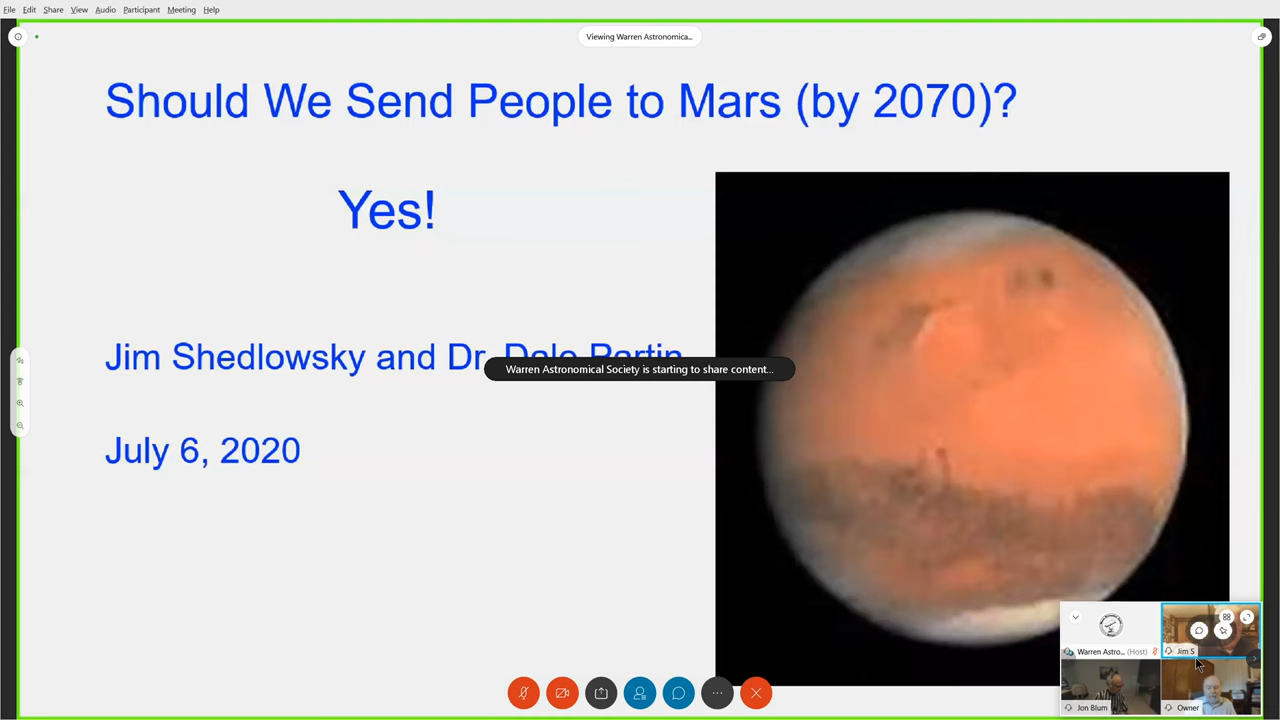 File Edit Share View Audio Participant Meeting Help
Viewing Warren Astronomica...
Should We Send People to Mars (by 2070)?
Yes!
Jim Shedlowsky and Dr. Dale Partin
Warren Astronomical Society is starting to share content...
July 6, 2020
Warren Astro... (Host)
Jim S
Jon Blum
Owner